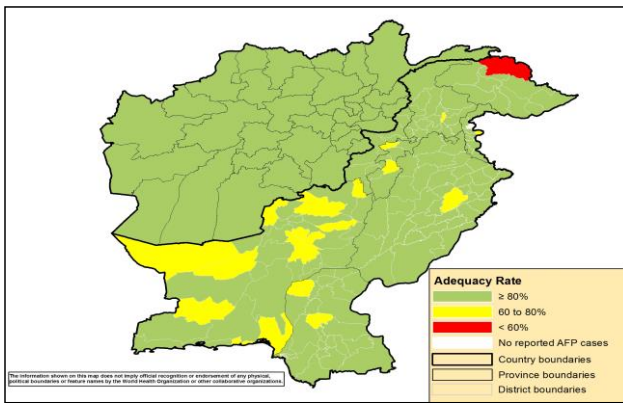 Adequacy Rate
≥ 80%
60 to 80%
< 60%
No reported AFP cases
Country boundaries
Province boundaries
District boundaries
The information shown on this map does not imply official recognition or endorsement of any physical,
political boundaries or feature names by the World Health Organization or other collaborative organizations.